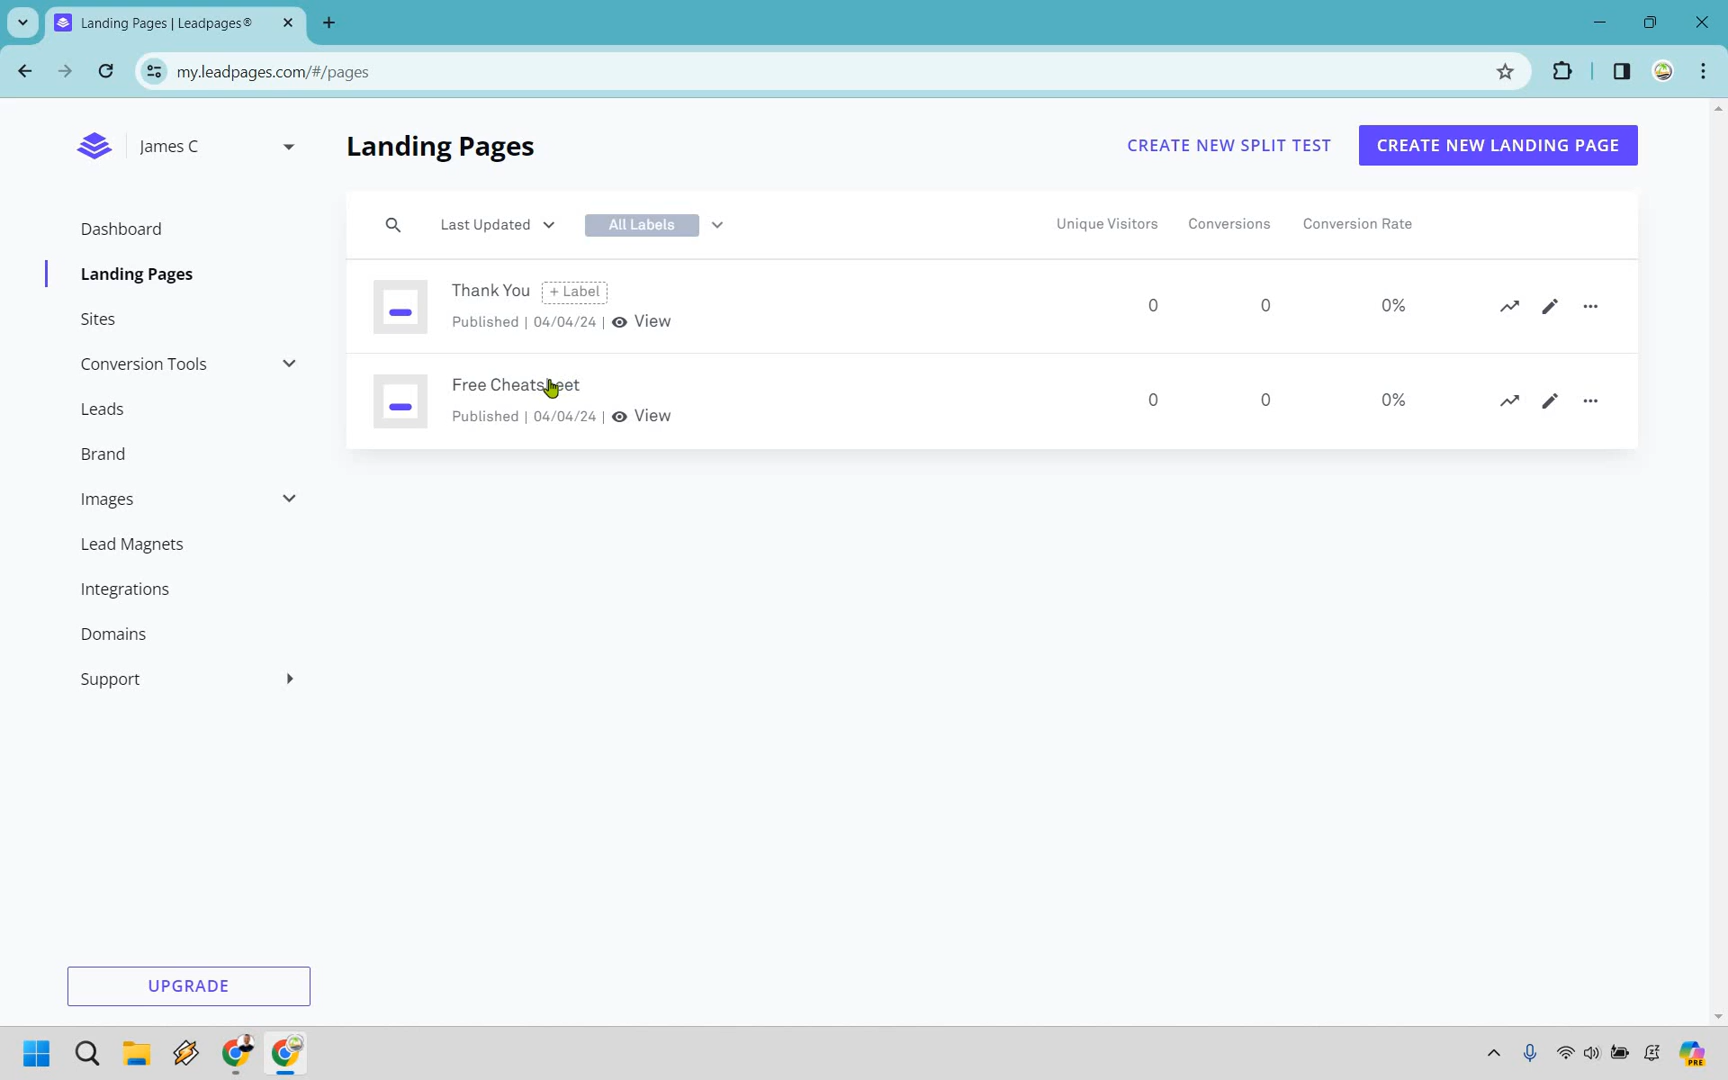 Landing Pages | Leadpages®
my.leadpages.com/#/pages
James C
Landing Pages
CREATE NEW SPLIT TEST
CREATE NEW LANDING PAGE
Dashboard
Landing Pages
Sites
Conversion Tools
Leads
Brand
Images
Lead Magnets
Integrations
Domains
Support
UPGRADE
Last Updated
All Labels
Unique Visitors Conversions Conversion Rate
Thank You + Label
Published | 04/04/24 | View
0 0 0%
Free Cheatsheet
Published | 04/04/24 | View
0 0 0%
PRE